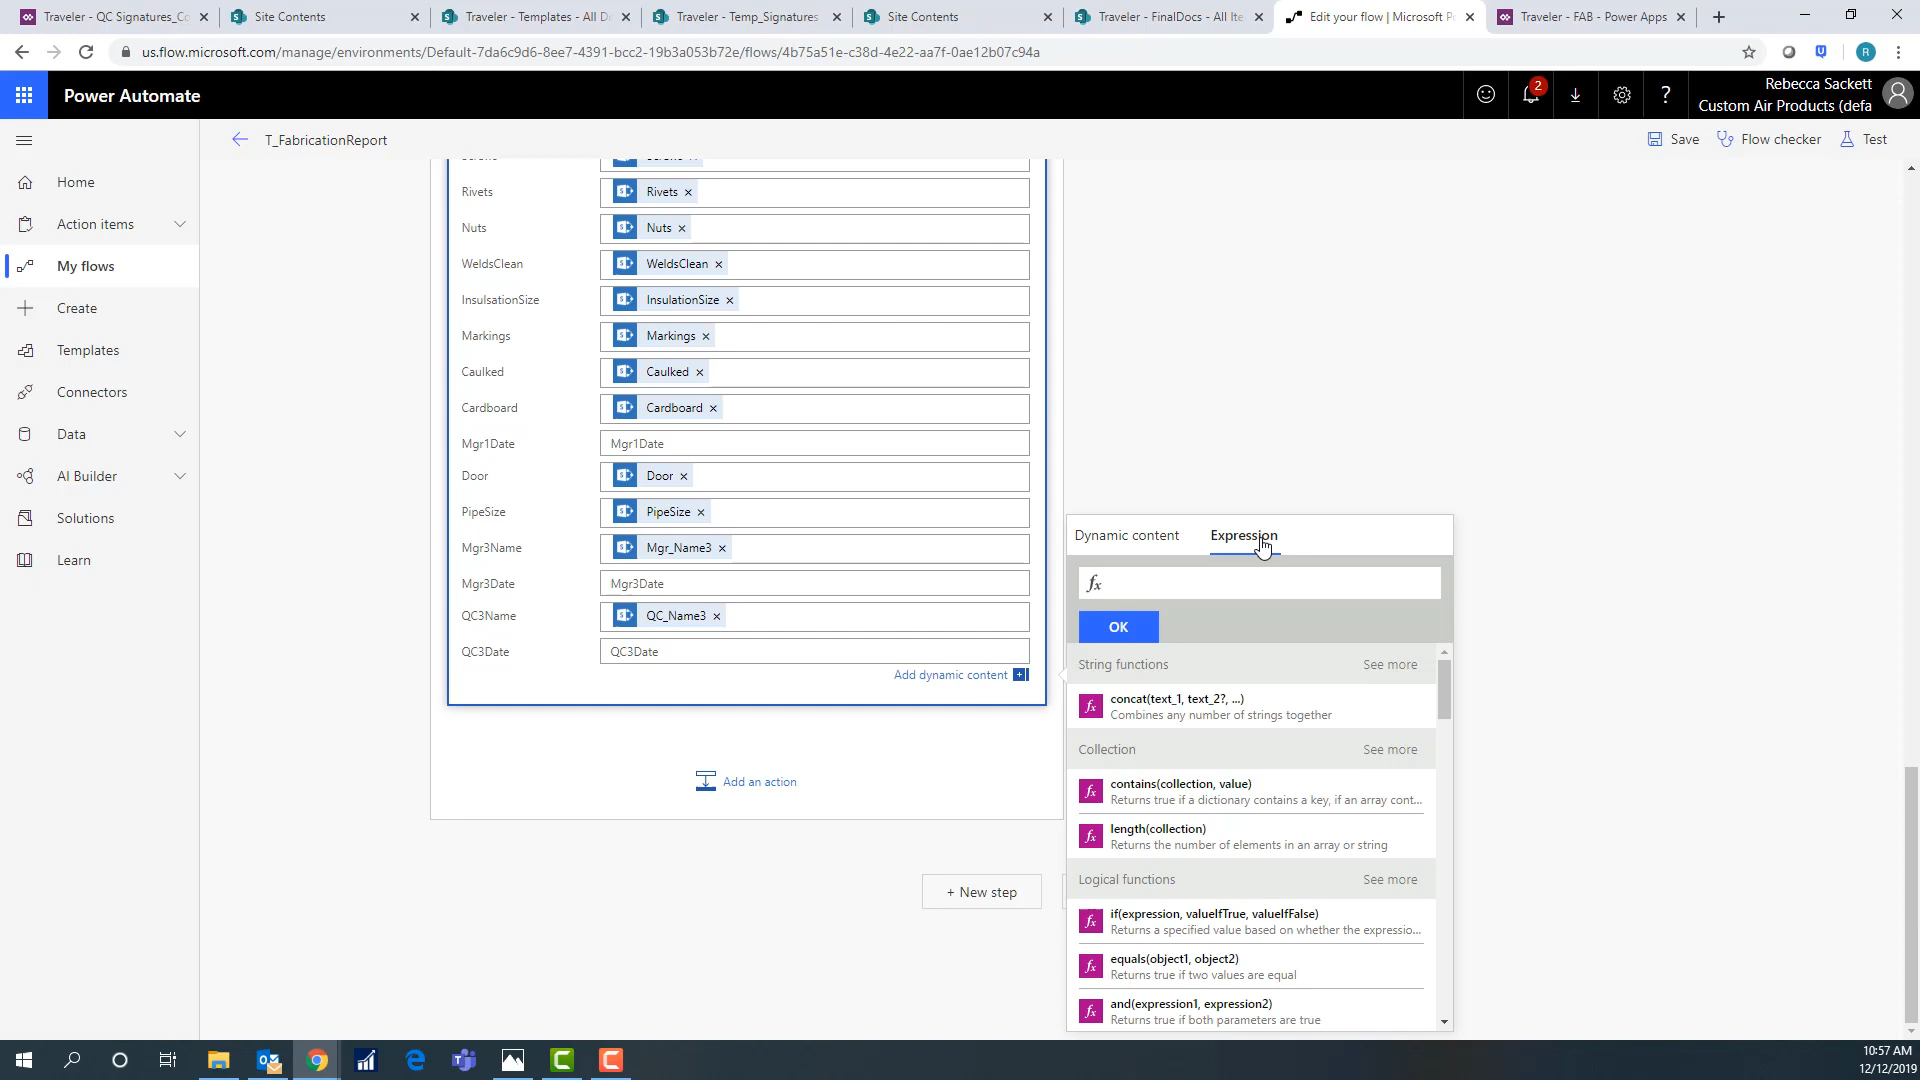 Traveler - QC Signatures_Co
Site Contents
Traveler - Templates - All D
Traveler - Temp_Signatures
Site Contents
Traveler - FinalDocs - All Ite
Edit your flow | Microsoft P
Traveler - FAB - Power Apps
us.flow.microsoft.com/manage/environments/Default-7da6c9d6-8ee7-4391-bcc2-19b3a053b72e/flows/4b75a51e-c38d-4e22-aa7f-0ae12b07c94a
R
Power Automate
2
?
Rebecca Sackett
Custom Air Products (defa
T_FabricationReport
Save
Flow checker
Test
Home
Action items
My flows
Create
Templates
Connectors
Data
AI Builder
Solutions
Learn
Rivets
Rivets
Nuts
Nuts
WeldsClean
WeldsClean
InsulsationSize
InsulationSize
Markings
Markings
Caulked
Caulked
Cardboard
Cardboard
Mgr1Date
Mgr1Date
Door
Door
PipeSize
PipeSize
Mgr3Name
Mgr_Name3
Mgr3Date
Mgr3Date
QC3Name
QC_Name3
QC3Date
QC3Date
Add dynamic content
Add an action
+ New step
Dynamic content
Expression
fx
OK
String functions
See more
fx
concat(text_1, text_2?, ...)
Combines any number of strings together
Collection
See more
fx
contains(collection, value)
Returns true if a dictionary contains a key, if an array cont...
fx
length(collection)
Returns the number of elements in an array or string
Logical functions
See more
fx
if(expression, valueIfTrue, valueIfFalse)
Returns a specified value based on whether the expressio...
fx
equals(object1, object2)
Returns true if two values are equal
fx
and(expression1, expression2)
Returns true if both parameters are true
10:57 AM
12/12/2019